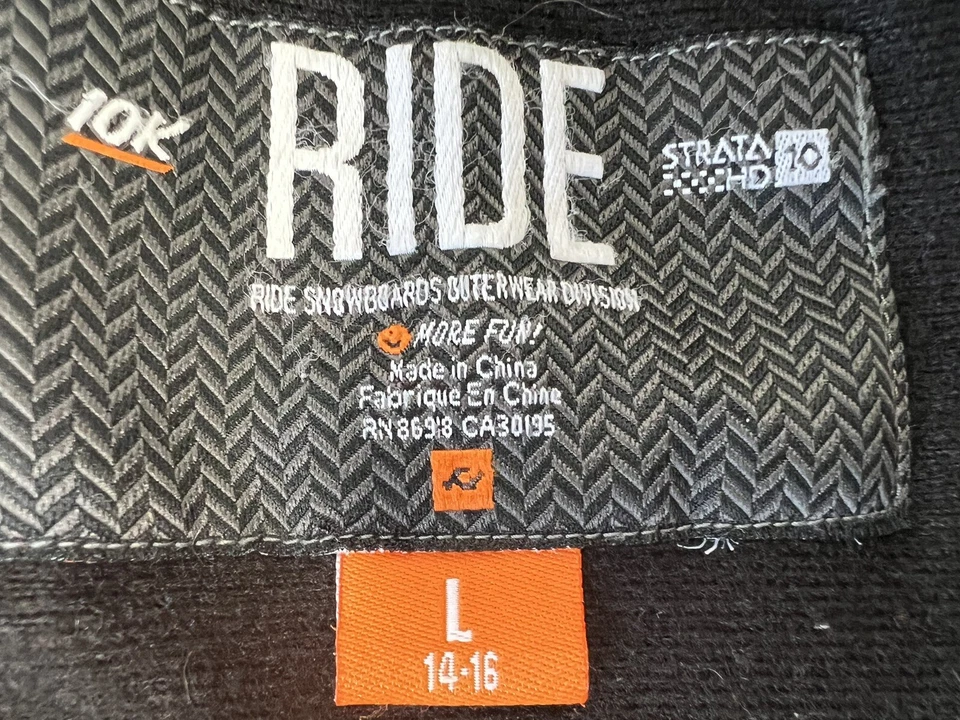 10K
RIDE
STRATA 10
HD
RIDE SNOWBOARDS OUTERWEAR DIVISION
MORE FUN!
Made in China
Fabrique En Chine
RN 86918 CA30195
L
14-16